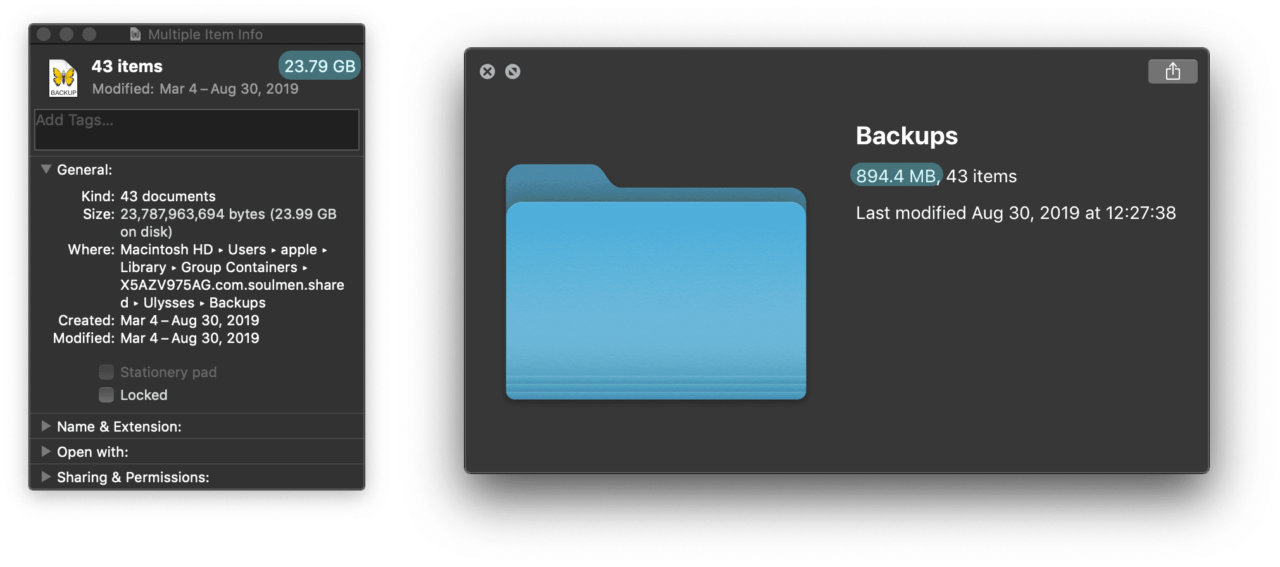 Multiple Item Info
BACKUP
43 items
23.79 GB
Modified: Mar 4 – Aug 30, 2019
Add Tags...
General:
Kind: 43 documents
Size: 23,787,963,694 bytes (23.99 GB
on disk)
Where: Macintosh HD ▸ Users ▸ apple ▸
Library ▸ Group Containers ▸
X5AZV975AG.com.soulmen.share
d ▸ Ulysses ▸ Backups
Created: Mar 4 – Aug 30, 2019
Modified: Mar 4 – Aug 30, 2019
Stationery pad
Locked
Name & Extension:
Open with:
Sharing & Permissions:
Backups
894.4 MB, 43 items
Last modified Aug 30, 2019 at 12:27:38